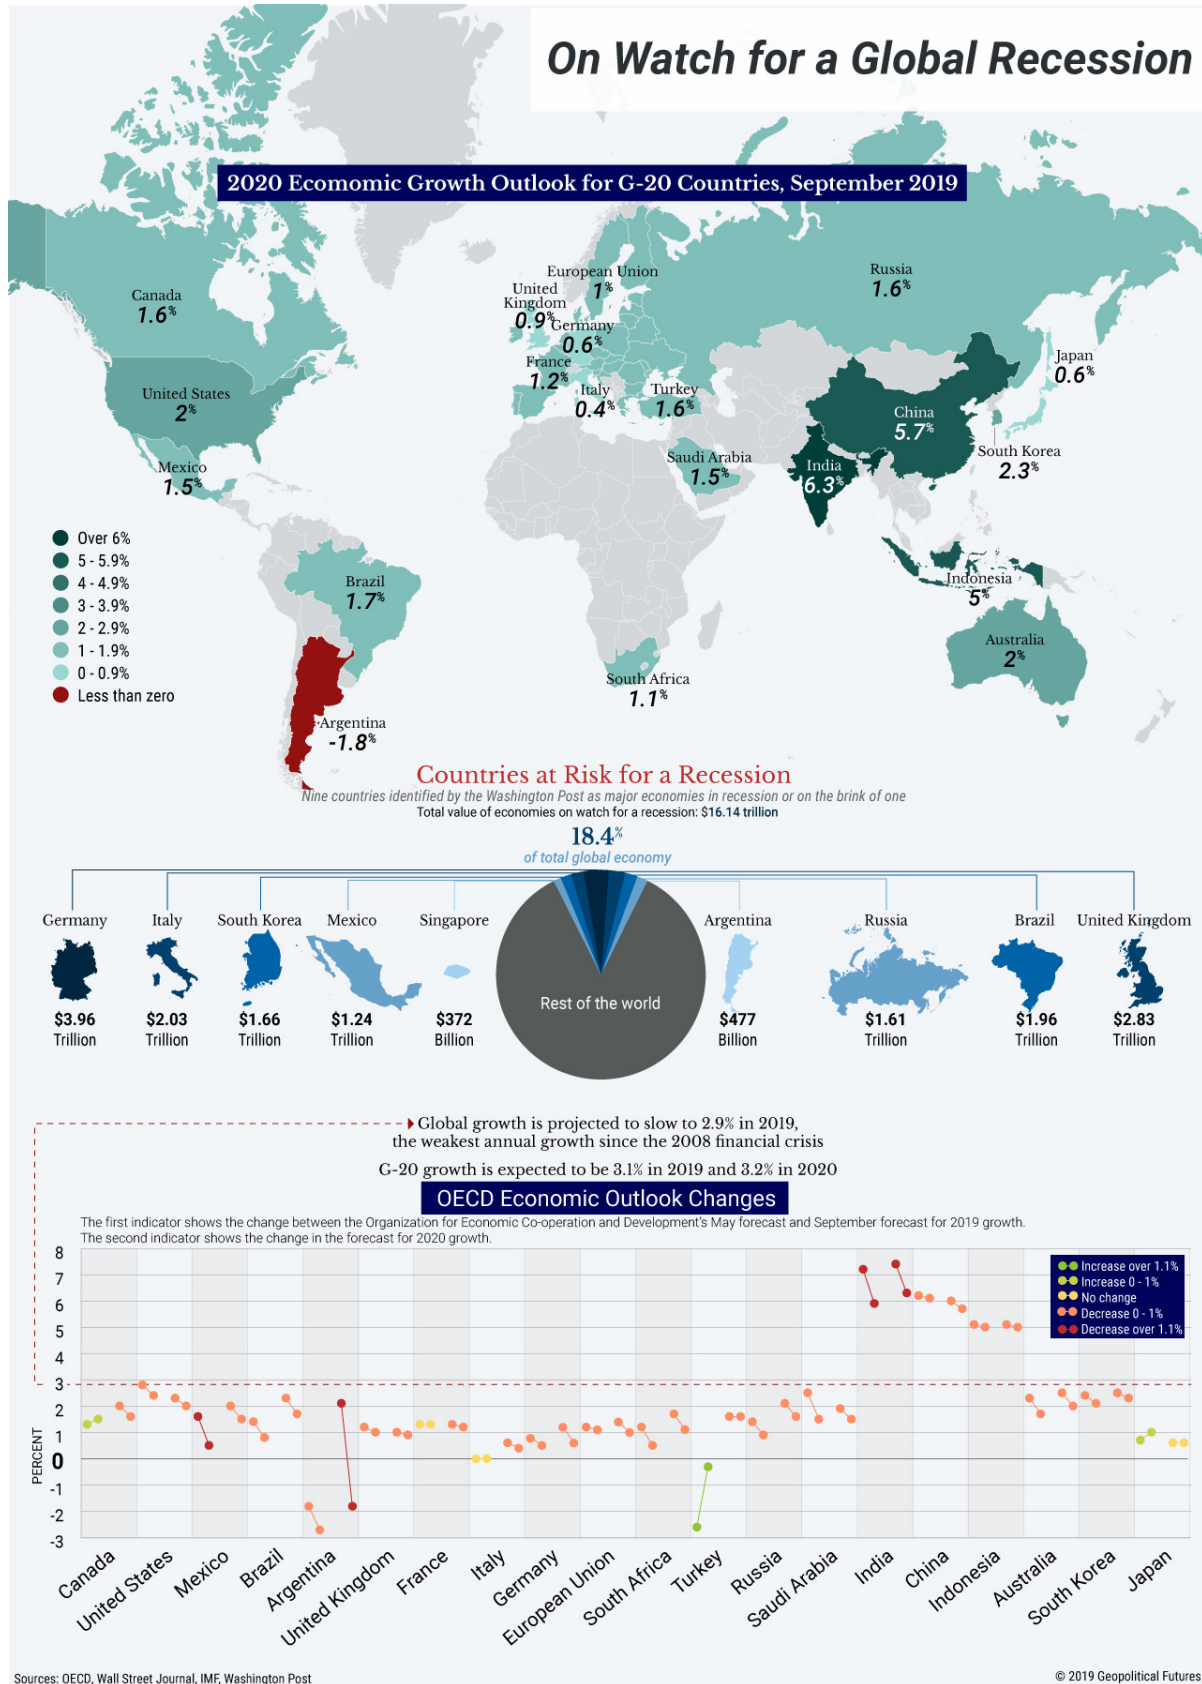 On Watch for a Global Recession
2020 Ecomomic Growth Outlook for G-20 Countries, September 2019
Canada
1.6%
United States
2%
Mexico
1.5%
Brazil
1.7%
Argentina
-1.8%
European Union
1%
United
Kingdom
0.9%
Germany
0.6%
France
1.2%
Italy
0.4%
Turkey
1.6%
Russia
1.6%
Saudi Arabia
1.5%
South Africa
1.1%
India
6.3%
China
5.7%
Japan
0.6%
South Korea
2.3%
Indonesia
5%
Australia
2%
Over 6%
5 - 5.9%
4 - 4.9%
3 - 3.9%
2 - 2.9%
1 - 1.9%
0 - 0.9%
Less than zero
Countries at Risk for a Recession
Nine countries identified by the Washington Post as major economies in recession or on the brink of one
Total value of economies on watch for a recession: $16.14 trillion
18.4%
of total global economy
Germany
$3.96
Trillion
Italy
$2.03
Trillion
South Korea
$1.66
Trillion
Mexico
$1.24
Trillion
Singapore
$372
Billion
Rest of the world
Argentina
$477
Billion
Russia
$1.61
Trillion
Brazil
$1.96
Trillion
United Kingdom
$2.83
Trillion
Global growth is projected to slow to 2.9% in 2019,
the weakest annual growth since the 2008 financial crisis
G-20 growth is expected to be 3.1% in 2019 and 3.2% in 2020
OECD Economic Outlook Changes
The first indicator shows the change between the Organization for Economic Co-operation and Development's May forecast and September forecast for 2019 growth.
The second indicator shows the change in the forecast for 2020 growth.
Increase over 1.1%
Increase 0 - 1%
No change
Decrease 0 - 1%
Decrease over 1.1%
PERCENT
8
7
6
5
4
3
2
1
0
-1
-2
-3
Canada
United States
Mexico
Brazil
Argentina
United Kingdom
France
Italy
Germany
European Union
South Africa
Turkey
Russia
Saudi Arabia
India
China
Indonesia
Australia
South Korea
Japan
Sources: OECD, Wall Street Journal, IMF, Washington Post
© 2019 Geopolitical Futures